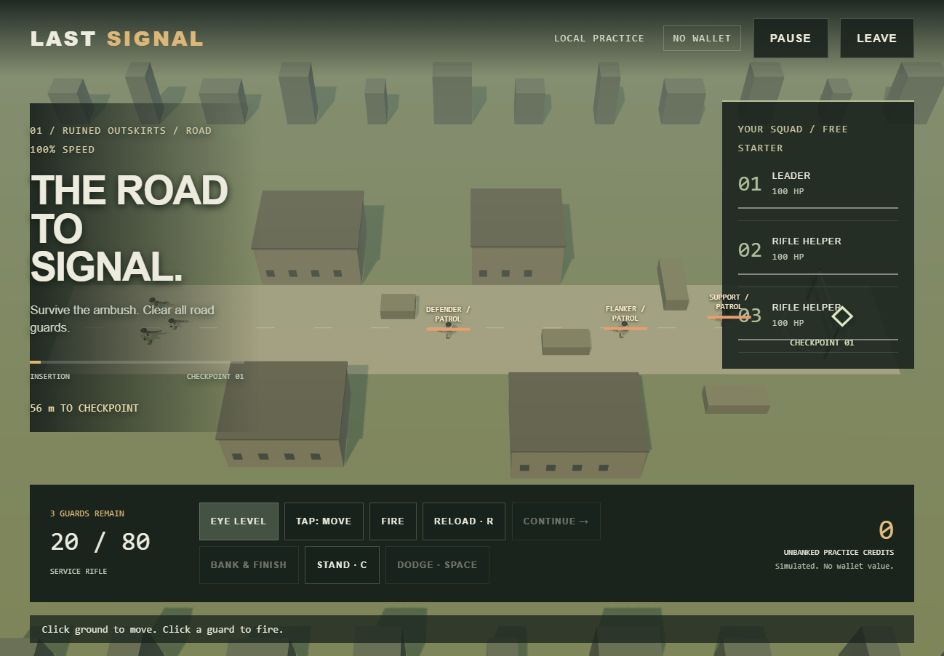 LAST SIGNAL
LOCAL PRACTICE
NO WALLET
PAUSE
LEAVE
01 / RUINED OUTSKIRTS / ROAD
100% SPEED
THE ROAD
TO
SIGNAL.
Survive the ambush. Clear all road
guards.
INSERTION
CHECKPOINT 01
56 m TO CHECKPOINT
DEFENDER /
PATROL
FLANKER /
PATROL
SUPPORT /
PATROL
YOUR SQUAD / FREE
STARTER
01
LEADER
100 HP
02
RIFLE HELPER
100 HP
03
RIFLE HELPER
100 HP
CHECKPOINT 01
3 GUARDS REMAIN
20 / 80
SERVICE RIFLE
EYE LEVEL
TAP: MOVE
FIRE
RELOAD · R
CONTINUE →
BANK & FINISH
STAND · C
DODGE · SPACE
0
UNBANKED PRACTICE CREDITS
Simulated. No wallet value.
Click ground to move. Click a guard to fire.